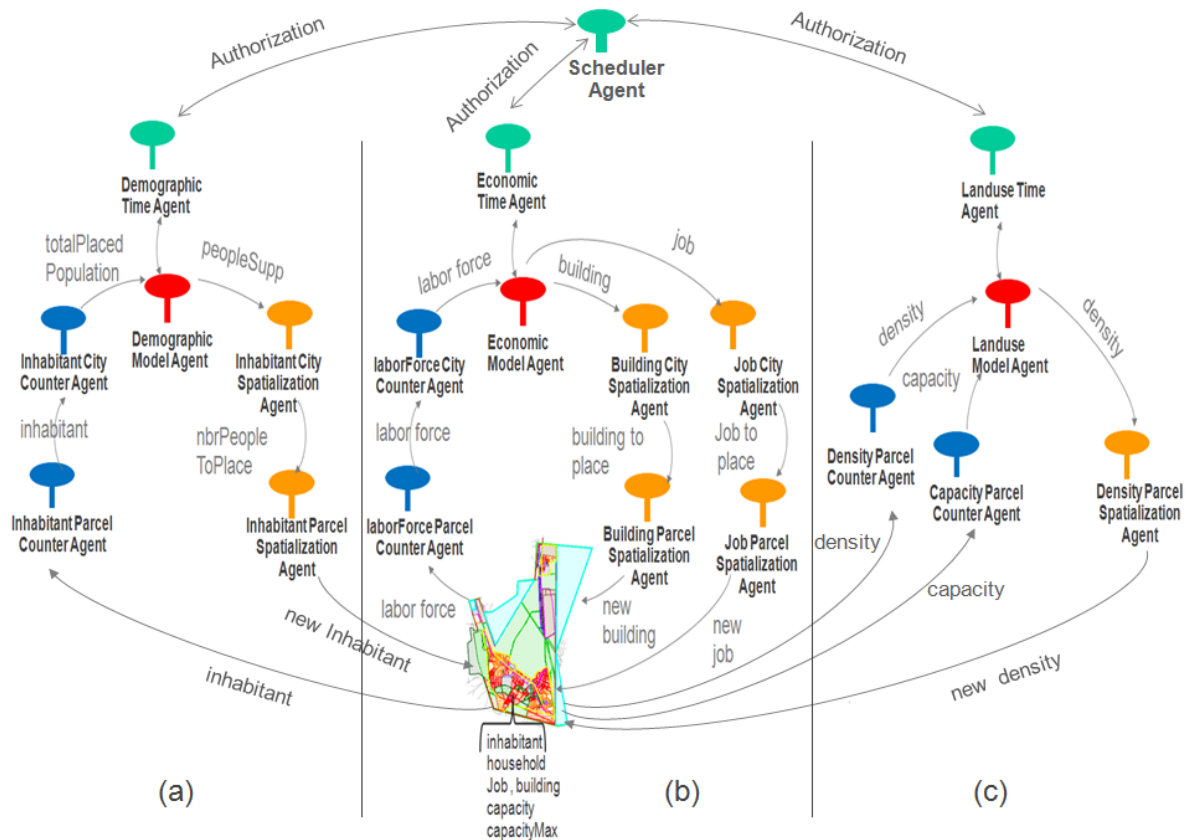 Authorization
Authorization
Authorization
Scheduler
Agent
Demographic
Time Agent
totalPlaced
Population
peopleSupp
Demographic
Model Agent
Inhabitant City
Counter Agent
Inhabitant City
Spatialization
Agent
inhabitant
nbrPeople
ToPlace
Inhabitant Parcel
Counter Agent
Inhabitant Parcel
Spatialization
Agent
new Inhabitant
inhabitant
(a)
Economic
Time Agent
labor force
building
job
Economic
Model Agent
laborForce City
Counter Agent
Building City
Spatialization
Agent
Job City
Spatialization
Agent
labor force
building to
place
Job to
place
laborForce Parcel
Counter Agent
Building Parcel
Spatialization
Agent
Job Parcel
Spatialization
Agent
labor force
new
building
new
job
inhabitant
household
Job , building
capacity
capacityMax
(b)
Landuse Time
Agent
density
capacity
density
Landuse
Model Agent
Density Parcel
Counter Agent
Capacity Parcel
Counter Agent
Density Parcel
Spatialization
Agent
density
capacity
new density
(c)